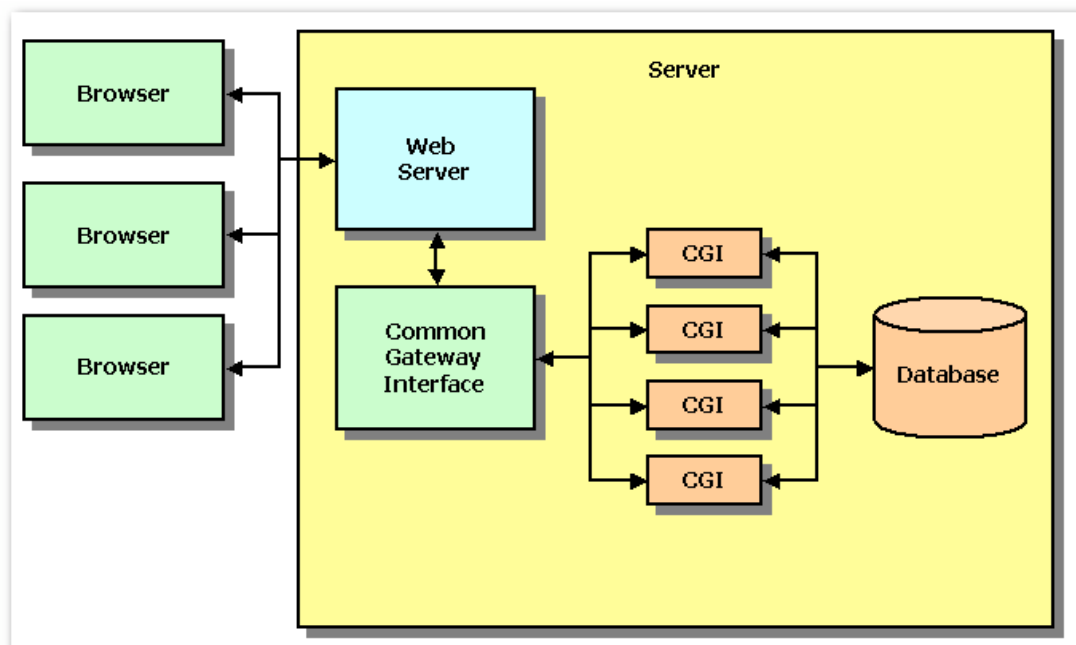 Browser
Server
Web
Server
Browser
CGI
Common
Gateway
Interface
CGI
Browser
Database
CGI
CGI